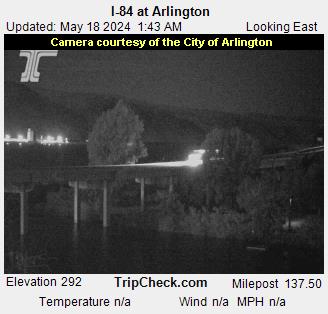 I-84 at Arlington
Updated: May 18 2024 1:43 AM Looking East
Camera courtesy of the City of Arlington
Elevation 292 TripCheck.com Milepost 137.50
Temperature n/a Wind n/a MPH n/a